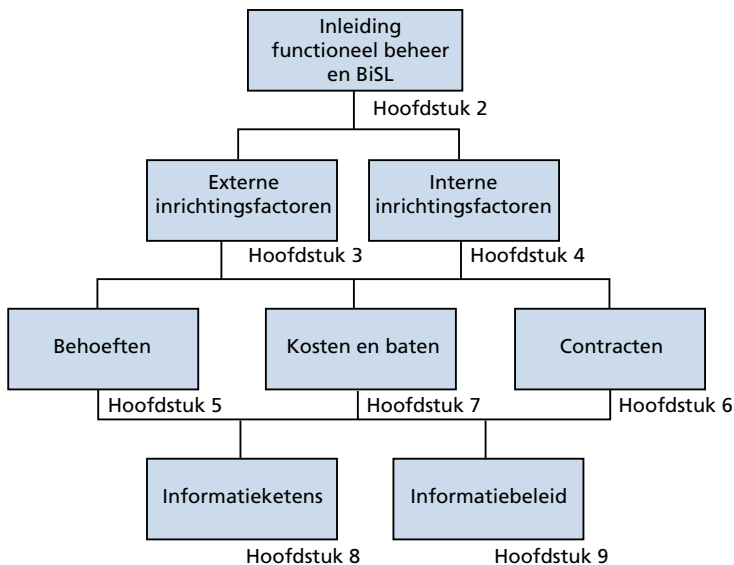 Inleiding
functioneel beheer
en BiSL
Hoofdstuk 2
Externe
inrichtingsfactoren
Interne
inrichtingsfactoren
Hoofdstuk 3
Hoofdstuk 4
Behoeften
Kosten en baten
Contracten
Hoofdstuk 5
Hoofdstuk 7
Hoofdstuk 6
Informatieketens
Informatiebeleid
Hoofdstuk 8
Hoofdstuk 9